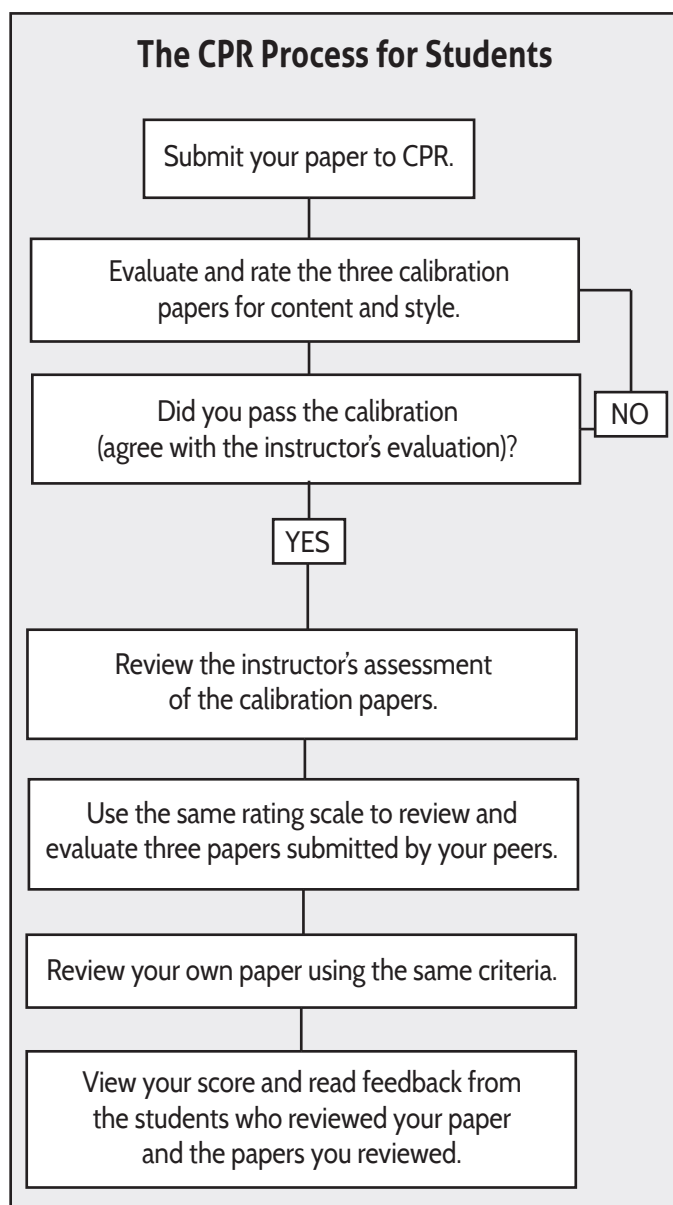 The CPR Process for Students
Submit your paper to CPR.
Evaluate and rate the three calibration
papers for content and style.
Did you pass the calibration
(agree with the instructor’s evaluation)?
NO
YES
Review the instructor’s assessment
of the calibration papers.
Use the same rating scale to review and
evaluate three papers submitted by your peers.
Review your own paper using the same criteria.
View your score and read feedback from
the students who reviewed your paper
and the papers you reviewed.